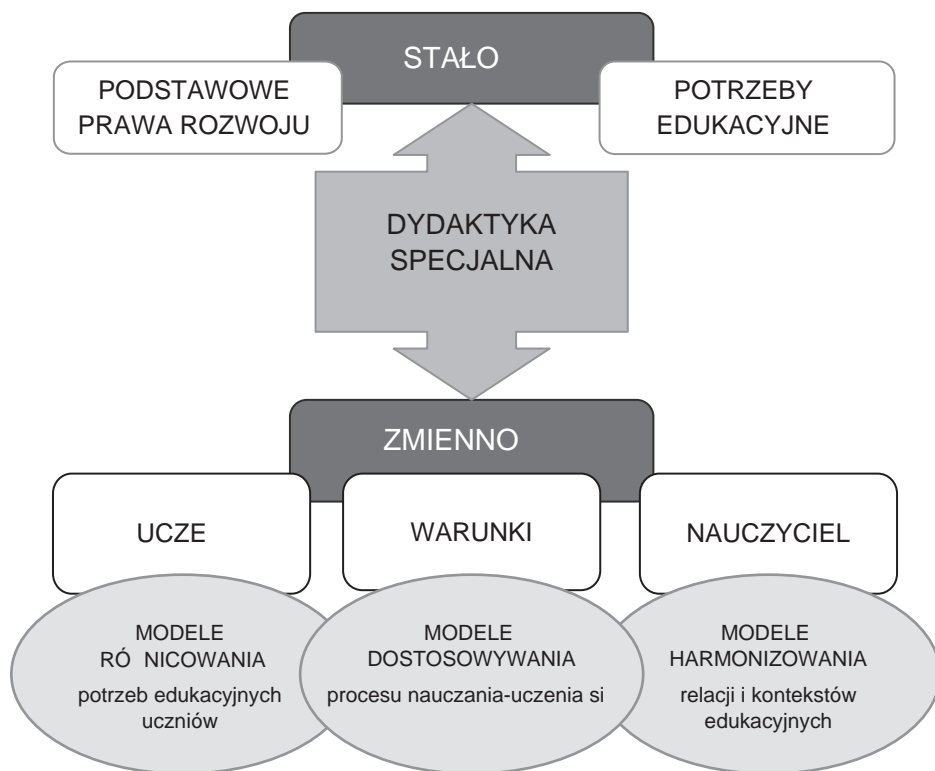 STAŁO
PODSTAWOWE
PRAWA ROZWOJU
POTRZEBY
EDUKACYJNE
DYDAKTYKA
SPECJALNA
ZMIENNO
UCZE
WARUNKI
NAUCZYCIEL
MODELE
RÓ NICOWANIA
potrzeb edukacyjnych
uczniów
MODELE
DOSTOSOWYWANIA
procesu nauczania-uczenia si
MODELE
HARMONIZOWANIA
relacji i kontekstów
edukacyjnych